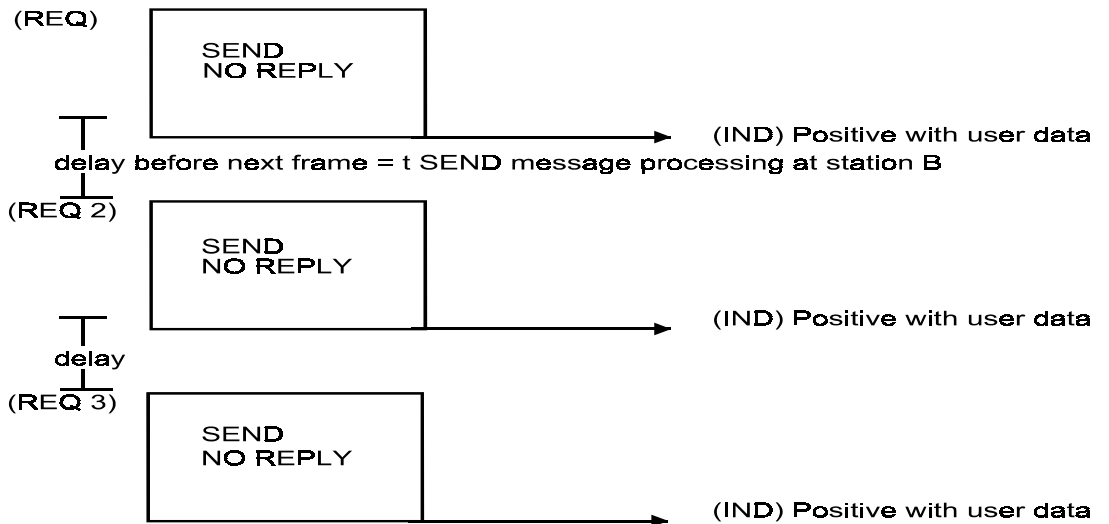 (REQ)
SEND
NO REPLY
(IND) Positive with user data
delay before next frame = t SEND message processing at station B
(REQ 2)
SEND
NO REPLY
(IND) Positive with user data
delay
(REQ 3)
SEND
NO REPLY
(IND) Positive with user data